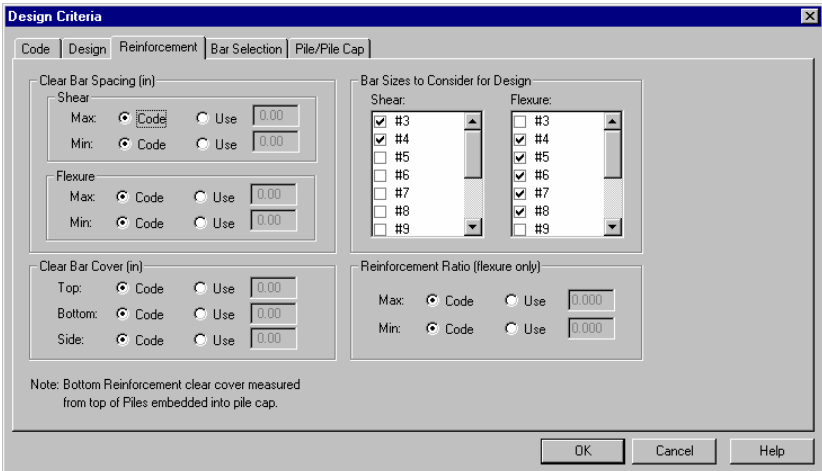 Design Criteria
Code Design Reinforcement Bar Selection Pile/Pile Cap
Clear Bar Spacing (in)
Shear
Max: Code Use 0.00
Min: Code Use 0.00
Flexure
Max: Code Use 0.00
Min: Code Use 0.00
Bar Sizes to Consider for Design
Shear: Flexure:
#3 #3
#4 #4
#5 #5
#6 #6
#7 #7
#8 #8
#9 #9
Clear Bar Cover (in)
Top: Code Use 0.00
Bottom: Code Use 0.00
Side: Code Use 0.00
Reinforcement Ratio (flexure only)
Max: Code Use 0.000
Min: Code Use 0.000
Note: Bottom Reinforcement clear cover measured
from top of Piles embedded into pile cap.
OK Cancel Help